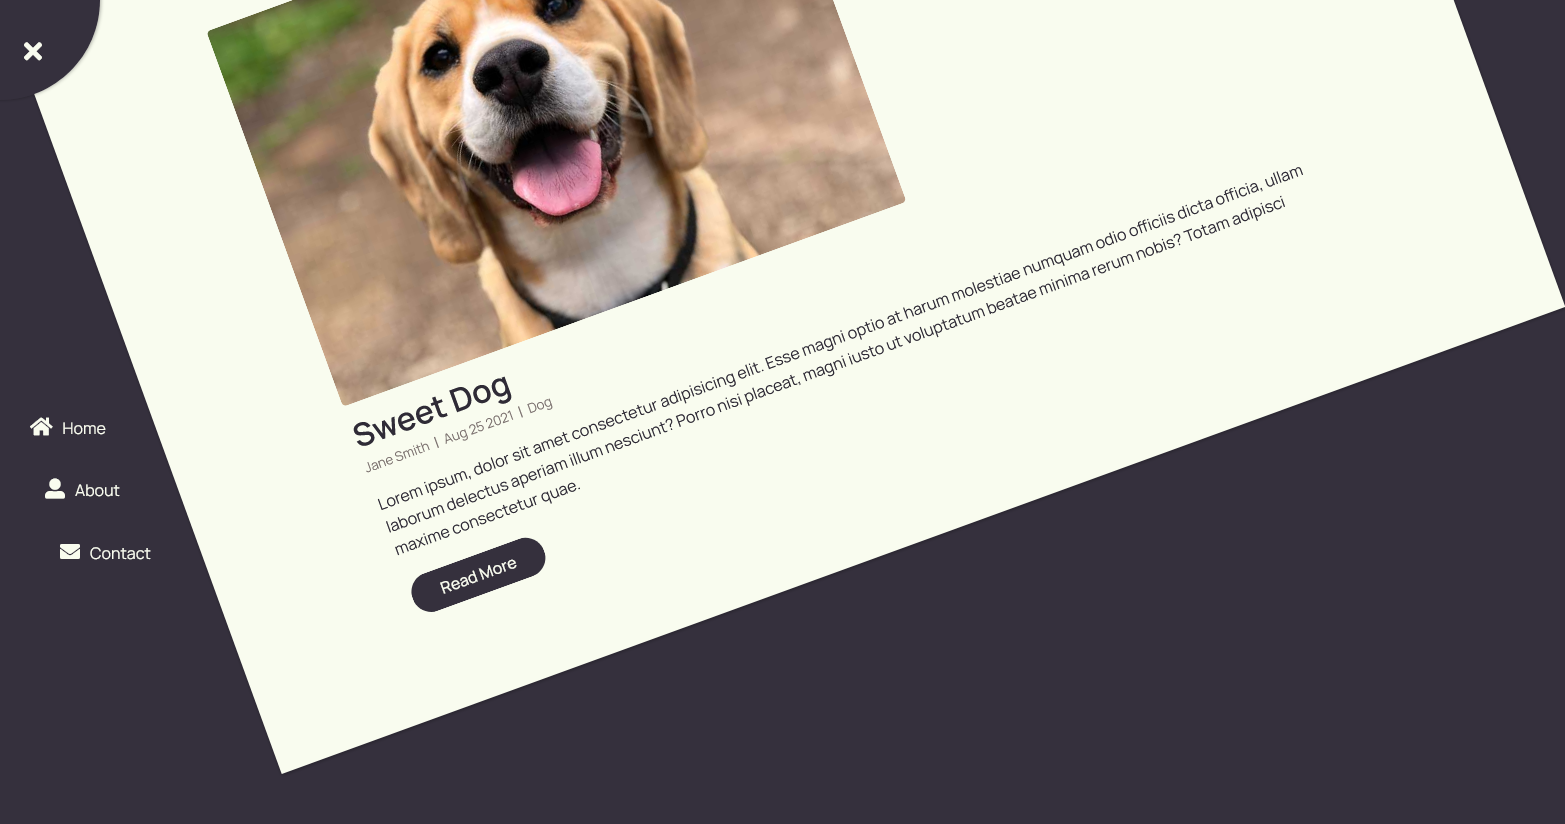 Home
About
Contact
Sweet Dog
Jane Smith | Aug 25 2021 | Dog
Lorem ipsum, dolor sit amet consectetur adipisicing elit. Esse magni optio at harum molestiae numquam odio officiis dicta officia, ullam
laborum delectus aperiam illum nesciunt? Porro nisi placeat, magni iusto ut voluptatum beatae minima rerum nobis? Totam adipisci
maxime consectetur quae.
Read More